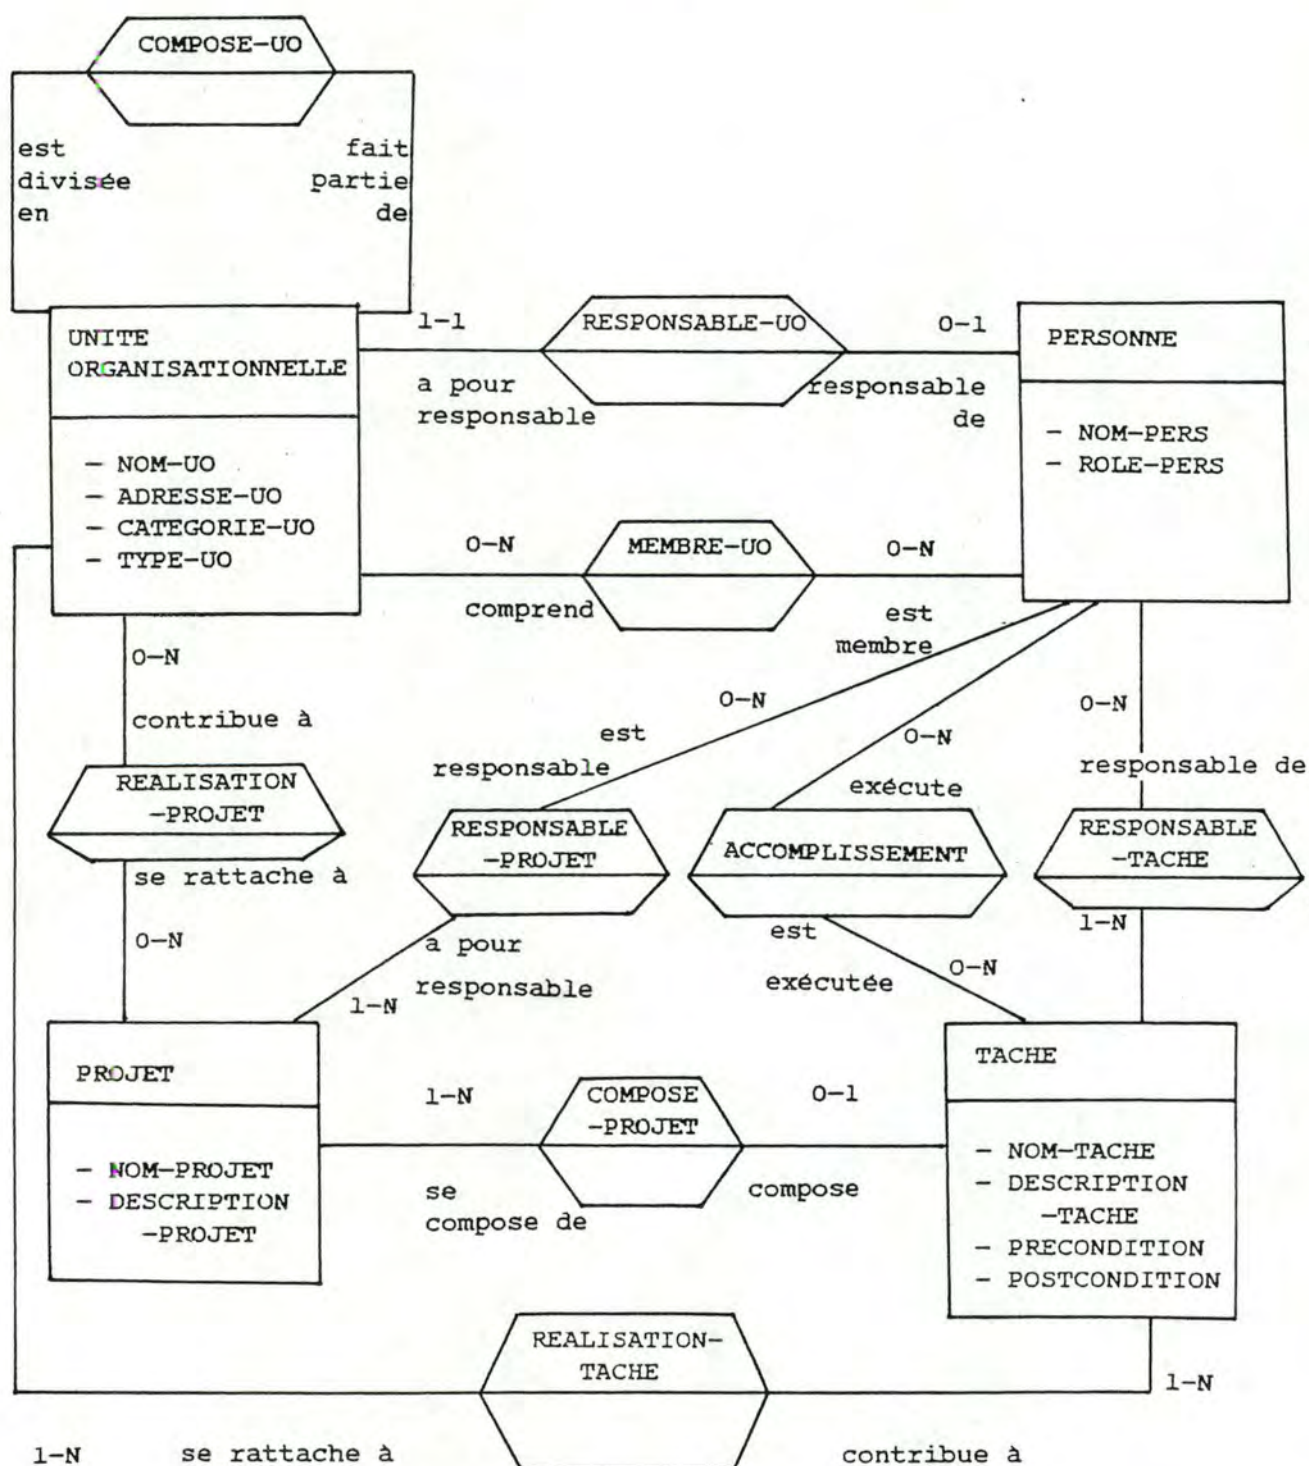 COMPOSE-UO
est
divisée
en
fait
partie
de
UNITE
ORGANISATIONNELLE
- NOM-UO
- ADRESSE-UO
- CATEGORIE-UO
- TYPE-UO
1-1
a pour
responsable
RESPONSABLE-UO
0-1
responsable
de
PERSONNE
- NOM-PERS
- ROLE-PERS
0-N
comprend
MEMBRE-UO
0-N
est
membre
0-N
contribue à
REALISATION
-PROJET
se rattache à
0-N
0-N
est
responsable
RESPONSABLE
-PROJET
a pour
responsable
1-N
0-N
exécute
ACCOMPLISSEMENT
est
exécutée
0-N
0-N
responsable de
RESPONSABLE
-TACHE
1-N
PROJET
- NOM-PROJET
- DESCRIPTION
-PROJET
1-N
se
compose de
COMPOSE
-PROJET
0-1
compose
TACHE
- NOM-TACHE
- DESCRIPTION
-TACHE
- PRECONDITION
- POSTCONDITION
REALISATION-
TACHE
1-N
1-N
se rattache à
contribue à